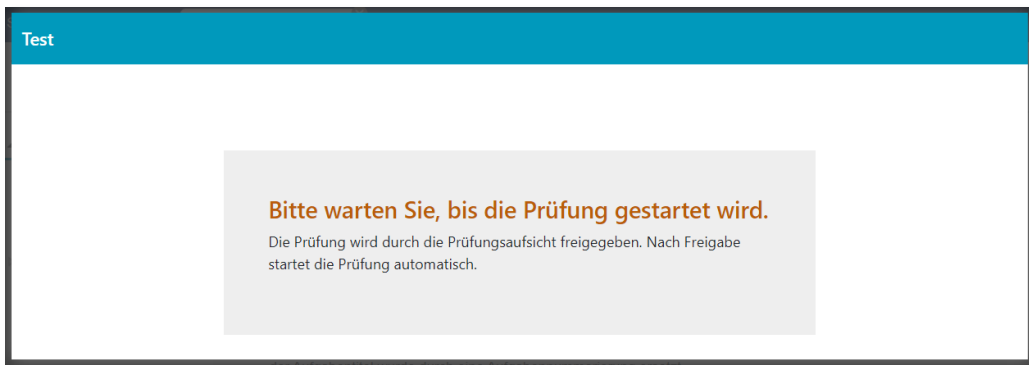 Test
Bitte warten Sie, bis die Prüfung gestartet wird.
Die Prüfung wird durch die Prüfungsaufsicht freigegeben. Nach Freigabe
startet die Prüfung automatisch.